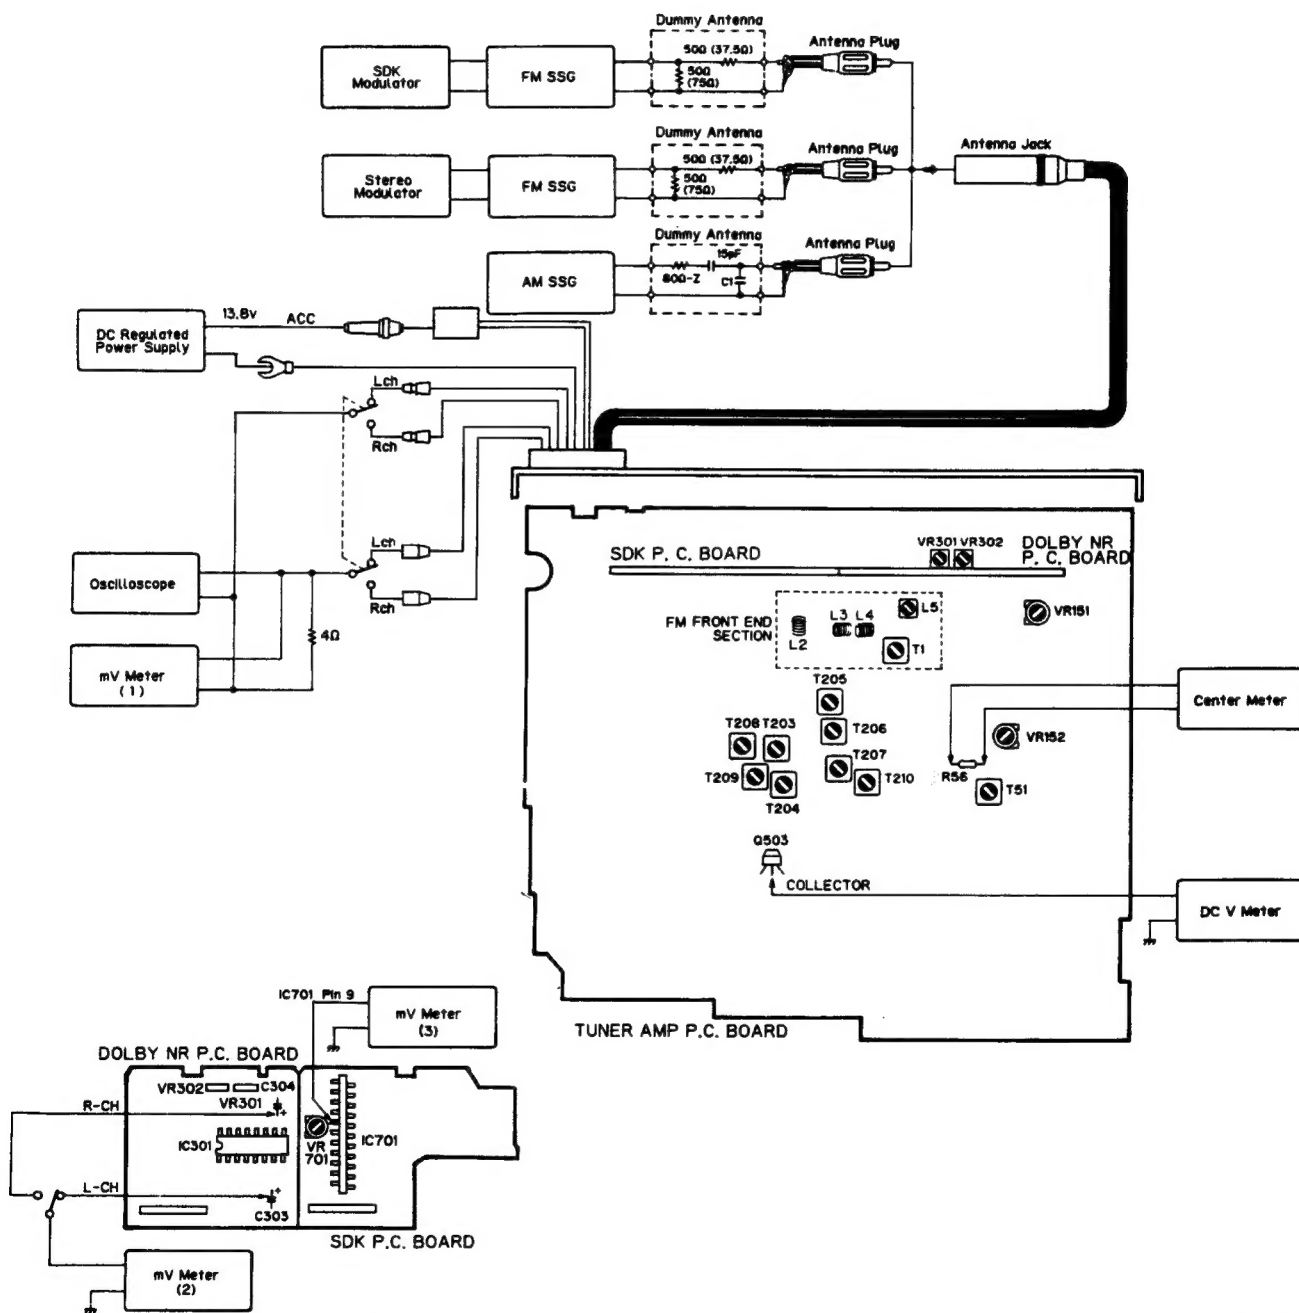 Dummy Antenna
50Ω (37.5Ω)
50Ω
(75Ω)
Antenna Plug
SDK
Modulator
FM SSG
Dummy Antenna
50Ω (37.5Ω)
50Ω
(75Ω)
Antenna Plug
Antenna Jack
Stereo
Modulator
FM SSG
Dummy Antenna
15pF
80Ω-Z
C1
Antenna Plug
AM SSG
13.8v
ACC
DC Regulated
Power Supply
Lch
Rch
Lch
Rch
Oscilloscope
4Ω
mV Meter
(1)
SDK P. C. BOARD
VR301 VR302
DOLBY NR
P. C. BOARD
FM FRONT END
SECTION
L2
L3 L4
L5
T1
VR151
T205
T206
T208 T203
T207
T209
T204
T210
R56
VR152
T51
Center Meter
Q503
COLLECTOR
DC V Meter
TUNER AMP P.C. BOARD
IC701 Pin 9
mV Meter
(3)
DOLBY NR P.C. BOARD
VR302
C304
VR301
+
R-CH
IC301
VR
701
IC701
L-CH
+
C303
SDK P.C. BOARD
mV Meter
(2)